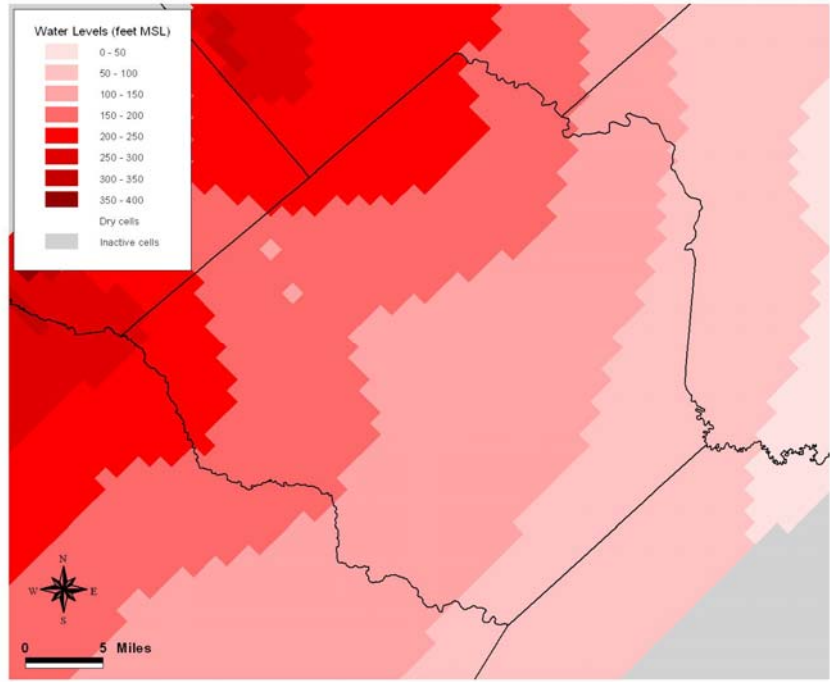 Water Levels (feet MSL)
0 - 50
50 - 100
100 - 150
150 - 200
200 - 250
250 - 300
300 - 350
350 - 400
Dry cells
Inactive cells
N
W E
S
0 5 Miles